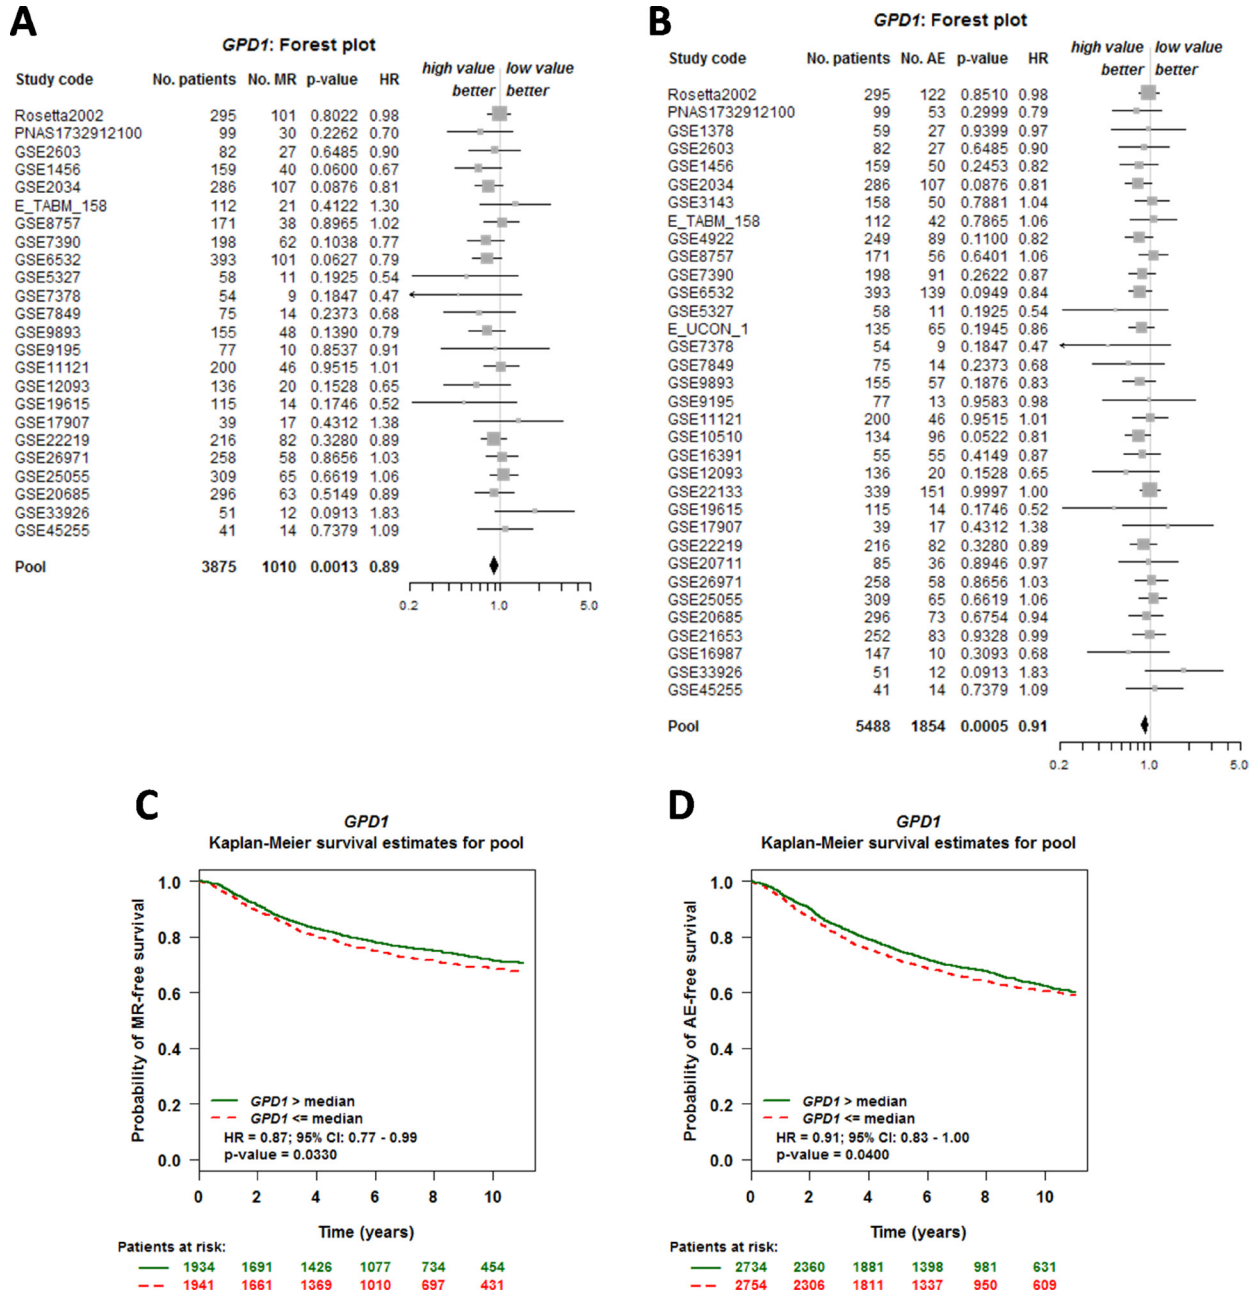 A
GPD1: Forest plot
Study code No. patients No. MR p-value HR high value better low value better
Rosetta2002 295 101 0.8022 0.98
PNAS1732912100 99 30 0.2262 0.70
GSE2603 82 27 0.6485 0.90
GSE1456 159 40 0.0600 0.67
GSE2034 286 107 0.0876 0.81
E_TABM_158 112 21 0.4122 1.30
GSE8757 171 38 0.8965 1.02
GSE7390 198 62 0.1038 0.77
GSE6532 393 101 0.0627 0.79
GSE5327 58 11 0.1925 0.54
GSE7378 54 9 0.1847 0.47
GSE7849 75 14 0.2373 0.68
GSE9893 155 48 0.1390 0.79
GSE9195 77 10 0.8537 0.91
GSE11121 200 46 0.9515 1.01
GSE12093 136 20 0.1528 0.65
GSE19615 115 14 0.1746 0.52
GSE17907 39 17 0.4312 1.38
GSE22219 216 82 0.3280 0.89
GSE26971 258 58 0.8656 1.03
GSE25055 309 65 0.6619 1.06
GSE20685 296 63 0.5149 0.89
GSE33926 51 12 0.0913 1.83
GSE45255 41 14 0.7379 1.09
Pool 3875 1010 0.0013 0.89
0.2 1.0 5.0
B
GPD1: Forest plot
Study code No. patients No. AE p-value HR high value better low value better
Rosetta2002 295 122 0.8510 0.98
PNAS1732912100 99 53 0.2999 0.79
GSE1378 59 27 0.9399 0.97
GSE2603 82 27 0.6485 0.90
GSE1456 159 50 0.2453 0.82
GSE2034 286 107 0.0876 0.81
GSE3143 158 50 0.7881 1.04
E_TABM_158 112 42 0.7865 1.06
GSE4922 249 89 0.1100 0.82
GSE8757 171 56 0.6401 1.06
GSE7390 198 91 0.2622 0.87
GSE6532 393 139 0.0949 0.84
GSE5327 58 11 0.1925 0.54
E_UCON_1 135 65 0.1945 0.86
GSE7378 54 9 0.1847 0.47
GSE7849 75 14 0.2373 0.68
GSE9893 155 57 0.1876 0.83
GSE9195 77 13 0.9583 0.98
GSE11121 200 46 0.9515 1.01
GSE10510 134 96 0.0522 0.81
GSE16391 55 55 0.4149 0.87
GSE12093 136 20 0.1528 0.65
GSE22133 339 151 0.9997 1.00
GSE19615 115 14 0.1746 0.52
GSE17907 39 17 0.4312 1.38
GSE22219 216 82 0.3280 0.89
GSE20711 85 36 0.8946 0.97
GSE26971 258 58 0.8656 1.03
GSE25055 309 65 0.6619 1.06
GSE20685 296 73 0.6754 0.94
GSE21653 252 83 0.9328 0.99
GSE16987 147 10 0.3093 0.68
GSE33926 51 12 0.0913 1.83
GSE45255 41 14 0.7379 1.09
Pool 5488 1854 0.0005 0.91
0.2 1.0 5.0
C
GPD1
Kaplan-Meier survival estimates for pool
Probability of MR-free survival
1.0
0.8
0.6
0.4
0.2
0.0
GPD1 > median
GPD1 <= median
HR = 0.87; 95% CI: 0.77 - 0.99
p-value = 0.0330
0 2 4 6 8 10
Time (years)
Patients at risk:
1934 1691 1426 1077 734 454
1941 1661 1369 1010 697 431
D
GPD1
Kaplan-Meier survival estimates for pool
Probability of AE-free survival
1.0
0.8
0.6
0.4
0.2
0.0
GPD1 > median
GPD1 <= median
HR = 0.91; 95% CI: 0.83 - 1.00
p-value = 0.0400
0 2 4 6 8 10
Time (years)
Patients at risk:
2734 2360 1881 1398 981 631
2754 2306 1811 1337 950 609